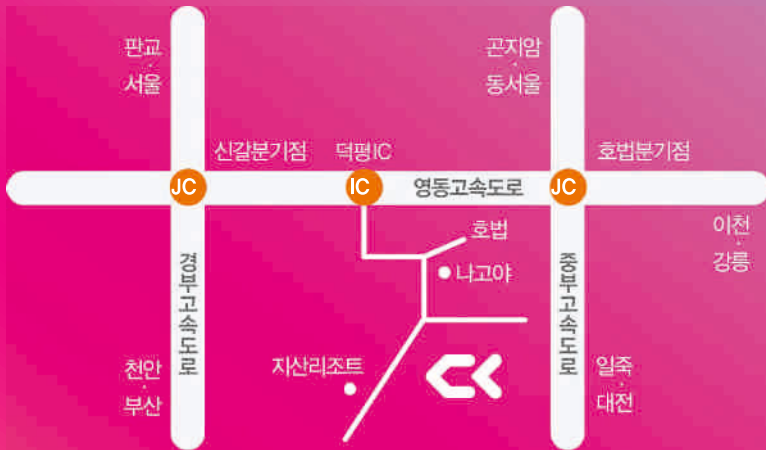 판교
·
서울
곤지암
·
동서울
신갈분기점
덕평IC
호법분기점
JC
IC
영동고속도로
JC
호법
이천
·
강릉
나고야
경부고속도로
중부고속도로
지산리조트
CK
천안
·
부산
일죽
·
대전